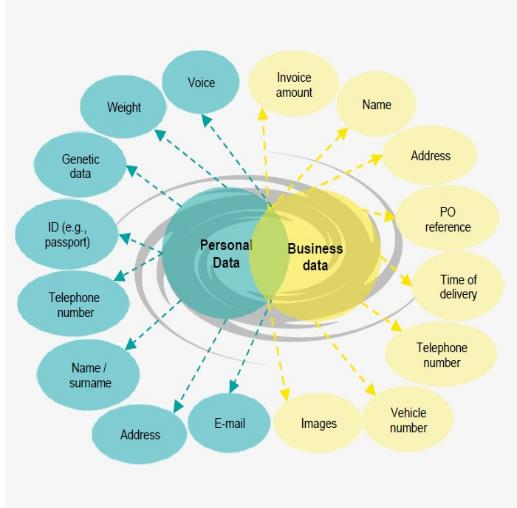 Voice
Weight
Genetic
data
ID (e.g.,
passport)
Telephone
number
Name /
surname
Address
E-mail
Personal
Data
Business
data
Invoice
amount
Name
Address
PO
reference
Time of
delivery
Telephone
number
Vehicle
number
Images